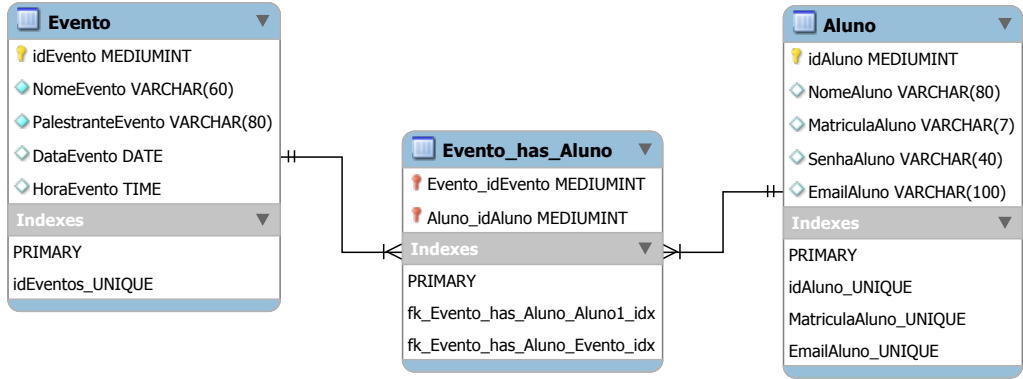 Evento
idEvento MEDIUMINT
NomeEvento VARCHAR(60)
PalestranteEvento VARCHAR(80)
DataEvento DATE
HoraEvento TIME
Indexes
PRIMARY
idEventos_UNIQUE
Evento_has_Aluno
Evento_idEvento MEDIUMINT
Aluno_idAluno MEDIUMINT
Indexes
PRIMARY
fk_Evento_has_Aluno_Aluno1_idx
fk_Evento_has_Aluno_Evento_idx
Aluno
idAluno MEDIUMINT
NomeAluno VARCHAR(80)
MatriculaAluno VARCHAR(7)
SenhaAluno VARCHAR(40)
EmailAluno VARCHAR(100)
Indexes
PRIMARY
idAluno_UNIQUE
MatriculaAluno_UNIQUE
EmailAluno_UNIQUE